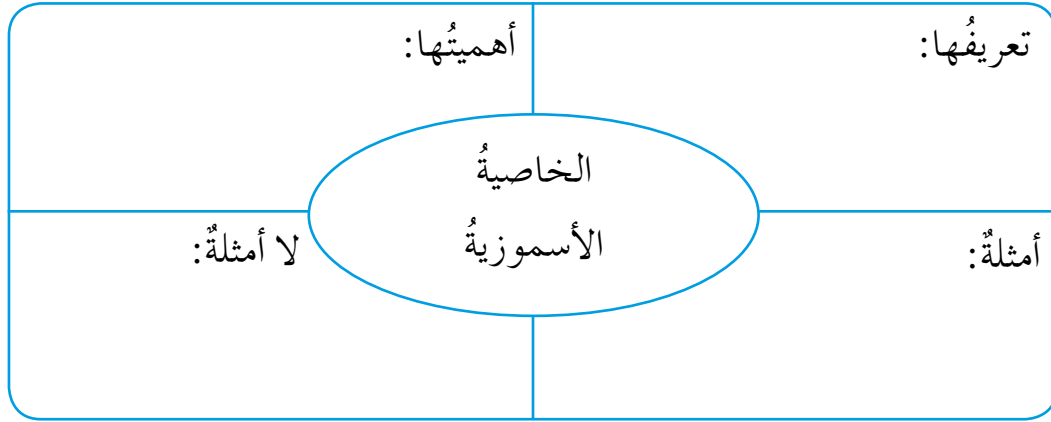 تعريفُها:
أهميتُها:
الخاصيةُ
الأسموزيةُ
أمثلةٌ:
لا أمثلةٌ: